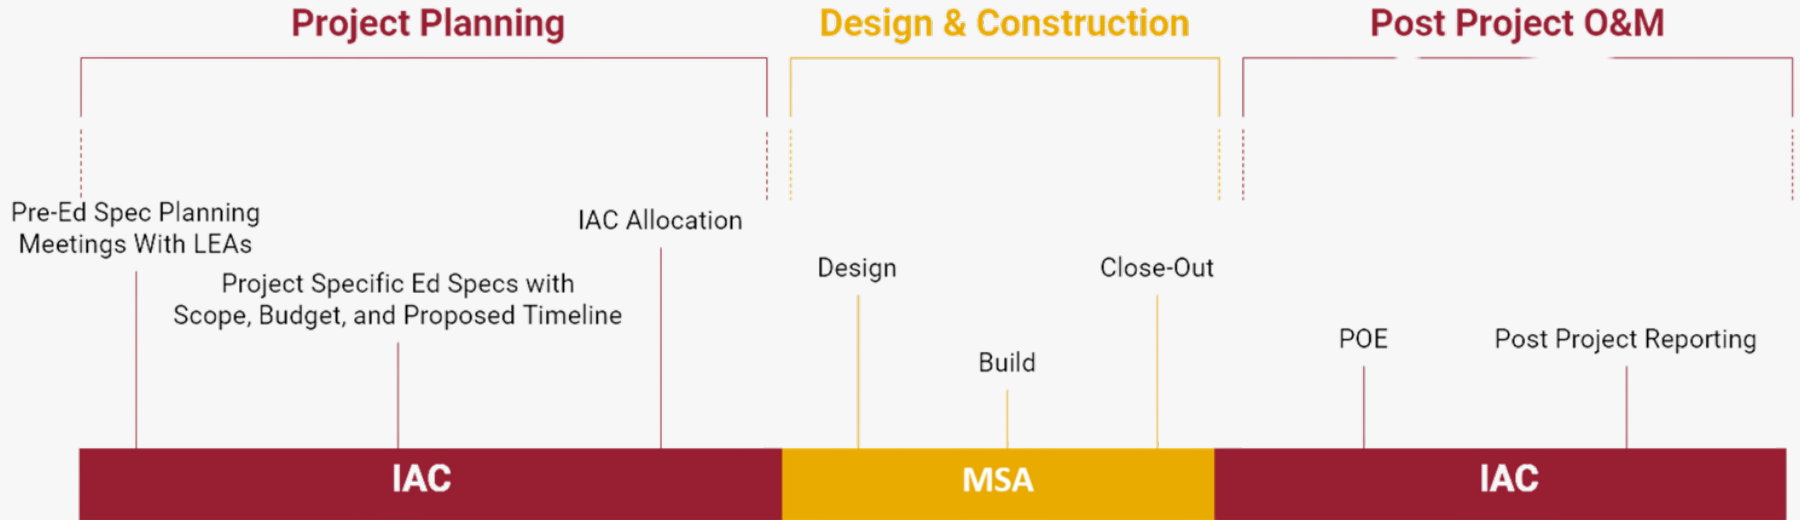 Project Planning
Design & Construction
Post Project O&M
Pre-Ed Spec Planning
Meetings With LEAs
Project Specific Ed Specs with
Scope, Budget, and Proposed Timeline
IAC Allocation
Design
Build
Close-Out
POE
Post Project Reporting
IAC
MSA
IAC